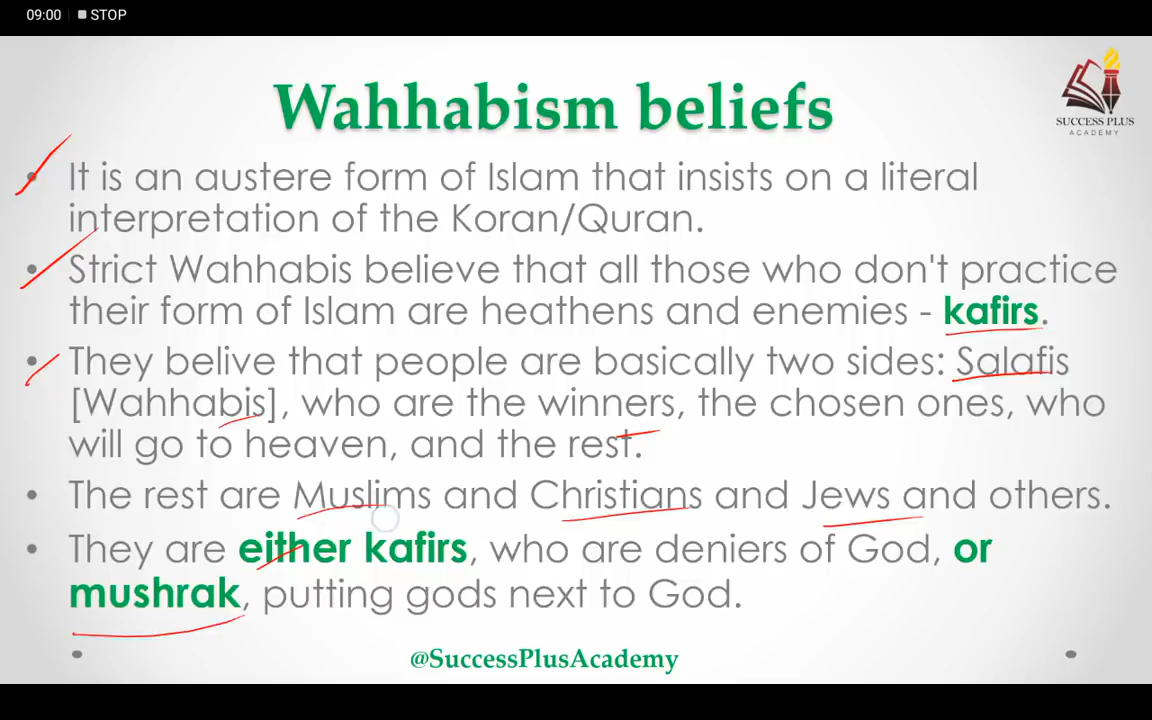 09:00 STOP
Wahhabism beliefs
SUCCESS PLUS
ACADEMY
• It is an austere form of Islam that insists on a literal
interpretation of the Koran/Quran.
• Strict Wahhabis believe that all those who don't practice
their form of Islam are heathens and enemies - kafirs.
• They belive that people are basically two sides: Salafis
[Wahhabis], who are the winners, the chosen ones, who
will go to heaven, and the rest.
• The rest are Muslims and Christians and Jews and others.
• They are either kafirs, who are deniers of God, or
mushrak, putting gods next to God.
@SuccessPlusAcademy